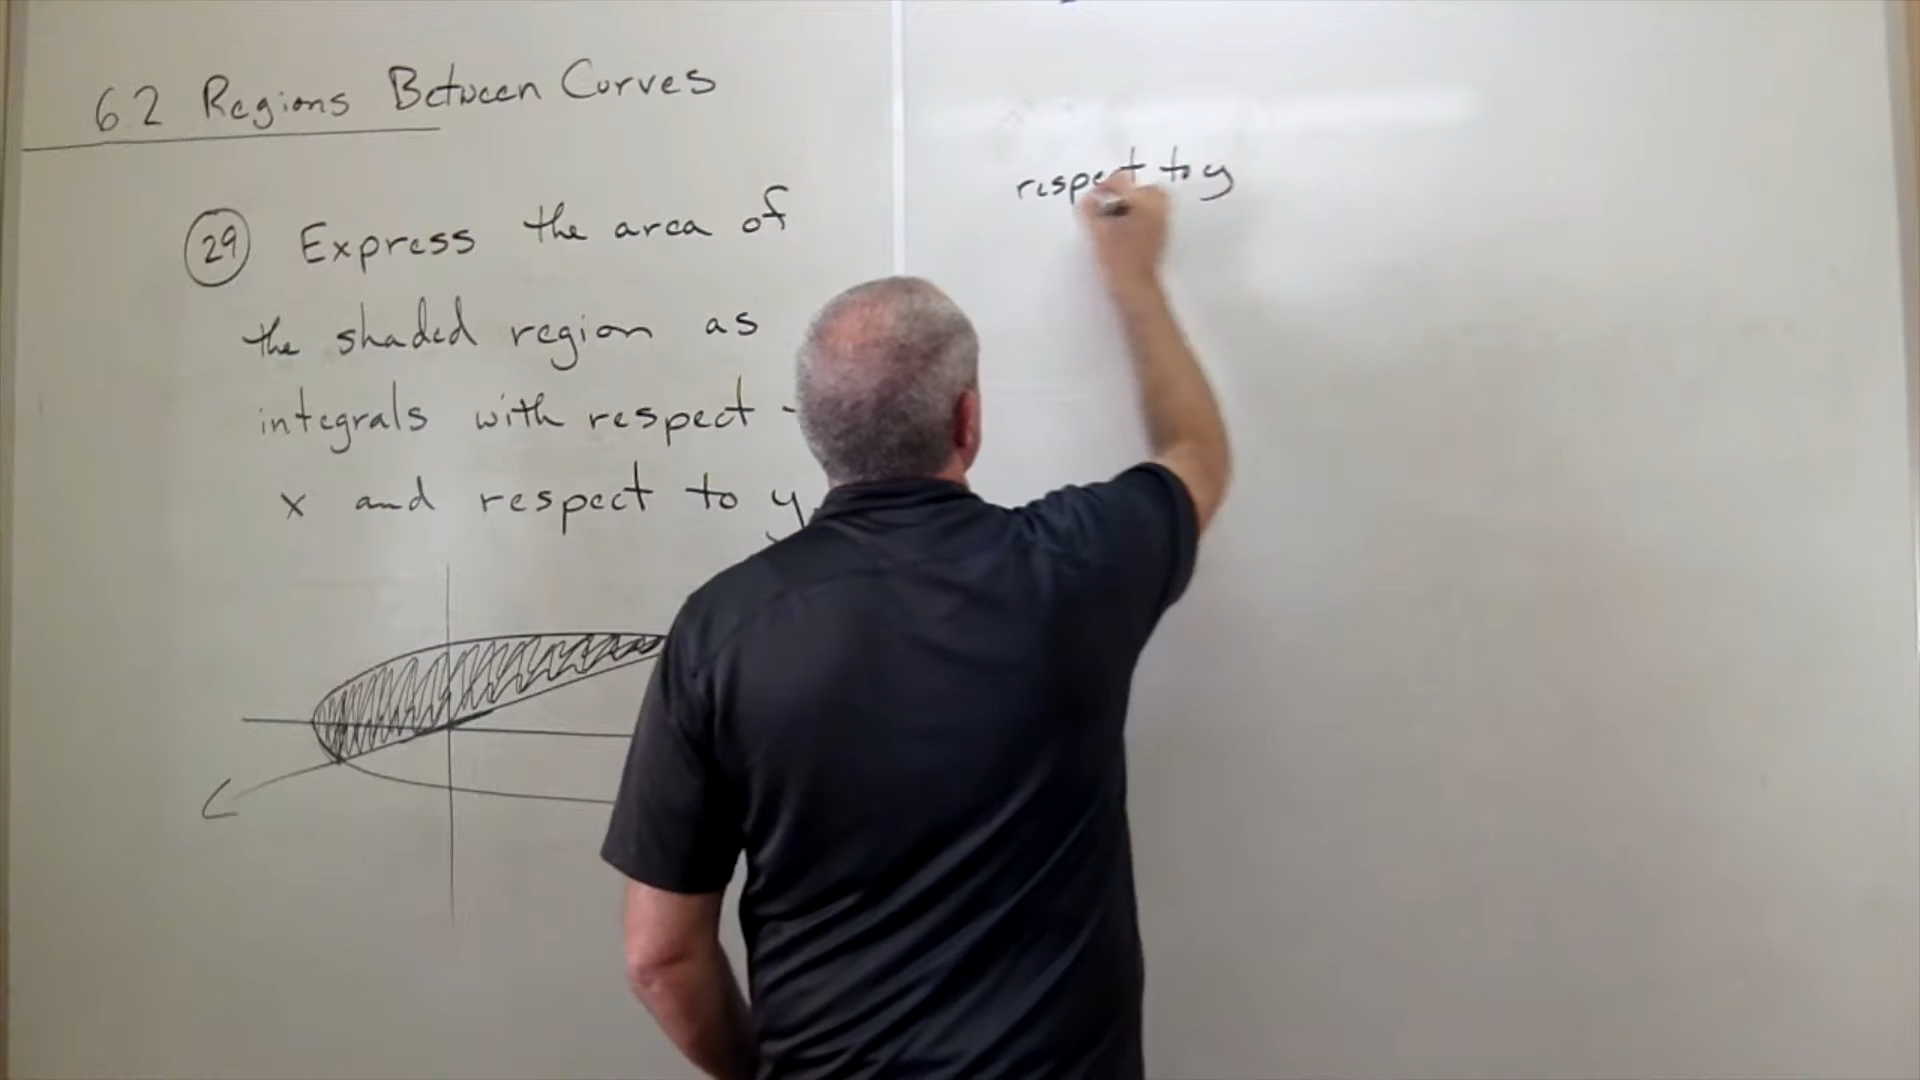 6.2 Regions Between Curves
29 Express the area of
the shaded region as
integrals with respect
x and respect to y
respect to y